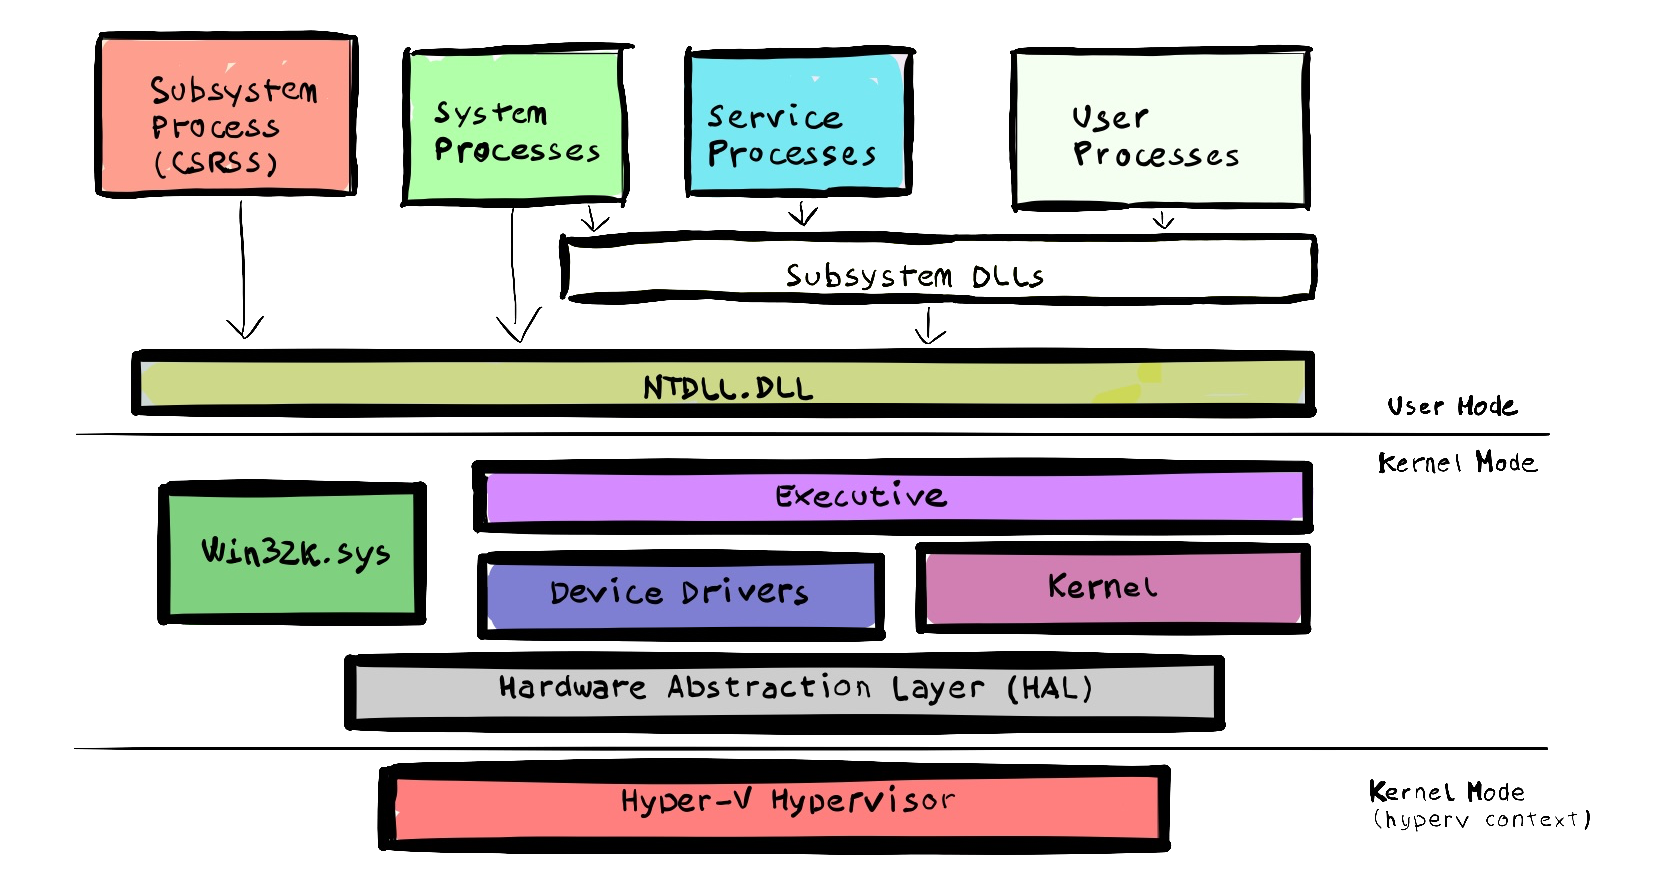 Subsystem
Process
(CSRSS)
System
Processes
Service
Processes
User
Processes
Subsystem DLLs
NTDLL.DLL
User Mode
Kernel Mode
Executive
Win32k.sys
Device Drivers
Kernel
Hardware Abstraction Layer (HAL)
Hyper-V Hypervisor
Kernel Mode
(hyperv context)